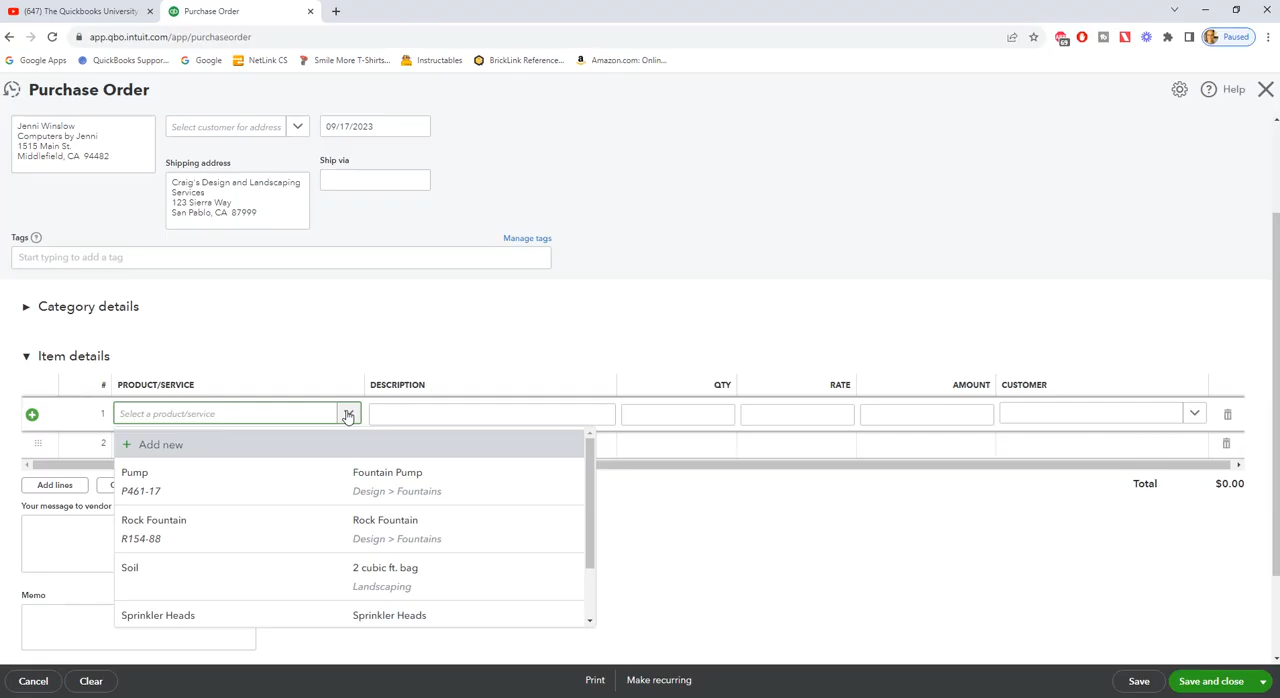 (647) The Quickbooks University
Purchase Order
app.qbo.intuit.com/app/purchaseorder
69
Paused
Google Apps
QuickBooks Suppor...
Google
NetLink CS
Smile More T-Shirts...
Instructables
BrickLink Reference...
Amazon.com: Onlin...
Purchase Order
Help
Jenni Winslow
Computers by Jenni
1515 Main St.
Middlefield, CA 94482
Select customer for address
09/17/2023
Shipping address
Ship via
Craig's Design and Landscaping
Services
123 Sierra Way
San Pablo, CA 87999
Tags
Manage tags
Start typing to add a tag
Category details
Item details
# PRODUCT/SERVICE DESCRIPTION QTY RATE AMOUNT CUSTOMER
1 Select a product/service
2
+ Add new
Pump Fountain Pump
P461-17 Design > Fountains
Rock Fountain Rock Fountain
R154-88 Design > Fountains
Soil 2 cubic ft. bag
Landscaping
Sprinkler Heads Sprinkler Heads
Add lines
C
Total $0.00
Your message to vendor
Memo
Cancel
Clear
Print
Make recurring
Save
Save and close